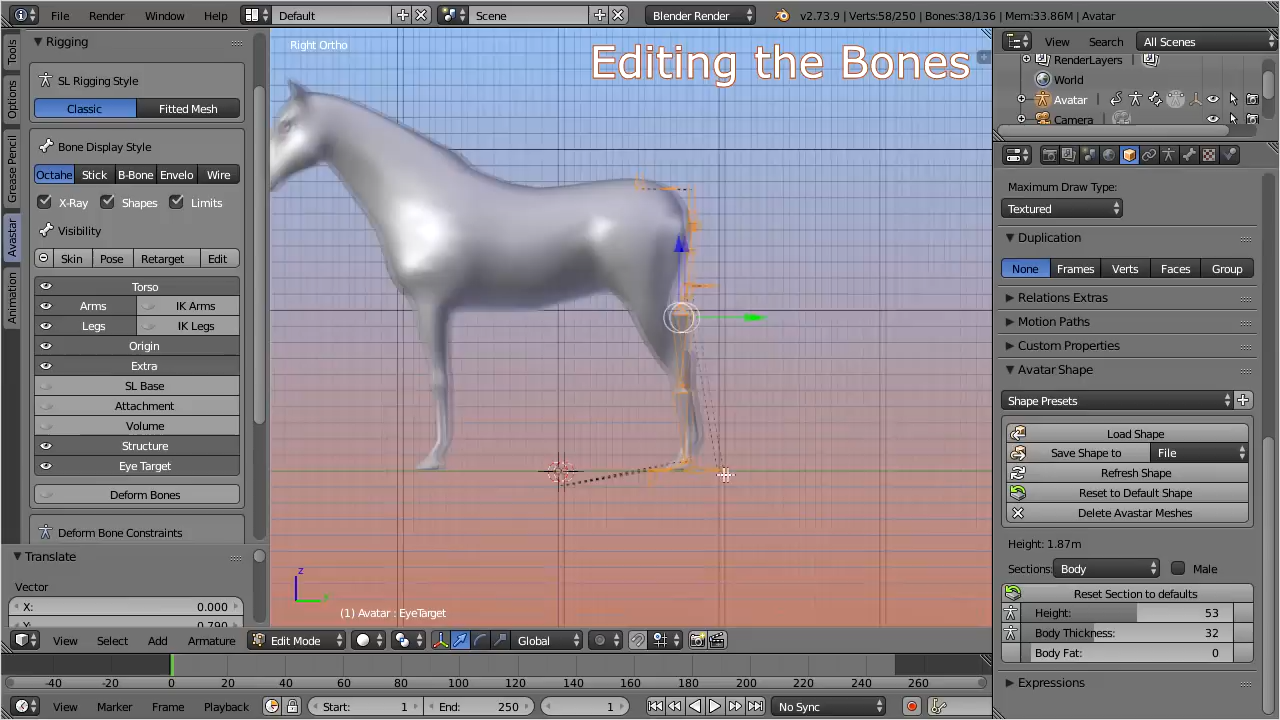 File Render Window Help Default Scene Blender Render v2.73.9 | Verts:58/250 | Bones:38/136 | Mem:33.86M | Avatar
Tools
Options
Grease Pencil
Avastar
Animation
Rigging
SL Rigging Style
Classic Fitted Mesh
Bone Display Style
Octahe Stick B-Bone Envelo Wire
X-Ray Shapes Limits
Visibility
Skin Pose Retarget Edit
Torso
Arms IK Arms
Legs IK Legs
Origin
Extra
SL Base
Attachment
Volume
Structure
Eye Target
Deform Bones
Deform Bone Constraints
Translate
Vector
X: 0.000
Y: 0.790
Right Ortho
Editing the Bones
z
(1) Avatar : EyeTarget
View Select Add Armature Edit Mode Global
-40 -20 0 20 40 60 80 100 120 140 160 180 200 220 240 260
View Marker Frame Playback Start: 1 End: 250 1 No Sync
View Search All Scenes
RenderLayers
World
Avatar
Camera
Maximum Draw Type:
Textured
Duplication
None Frames Verts Faces Group
Relations Extras
Motion Paths
Custom Properties
Avatar Shape
Shape Presets
Load Shape
Save Shape to File
Refresh Shape
Reset to Default Shape
Delete Avastar Meshes
Height: 1.87m
Sections: Body Male
Reset Section to defaults
Height: 53
Body Thickness: 32
Body Fat: 0
Expressions